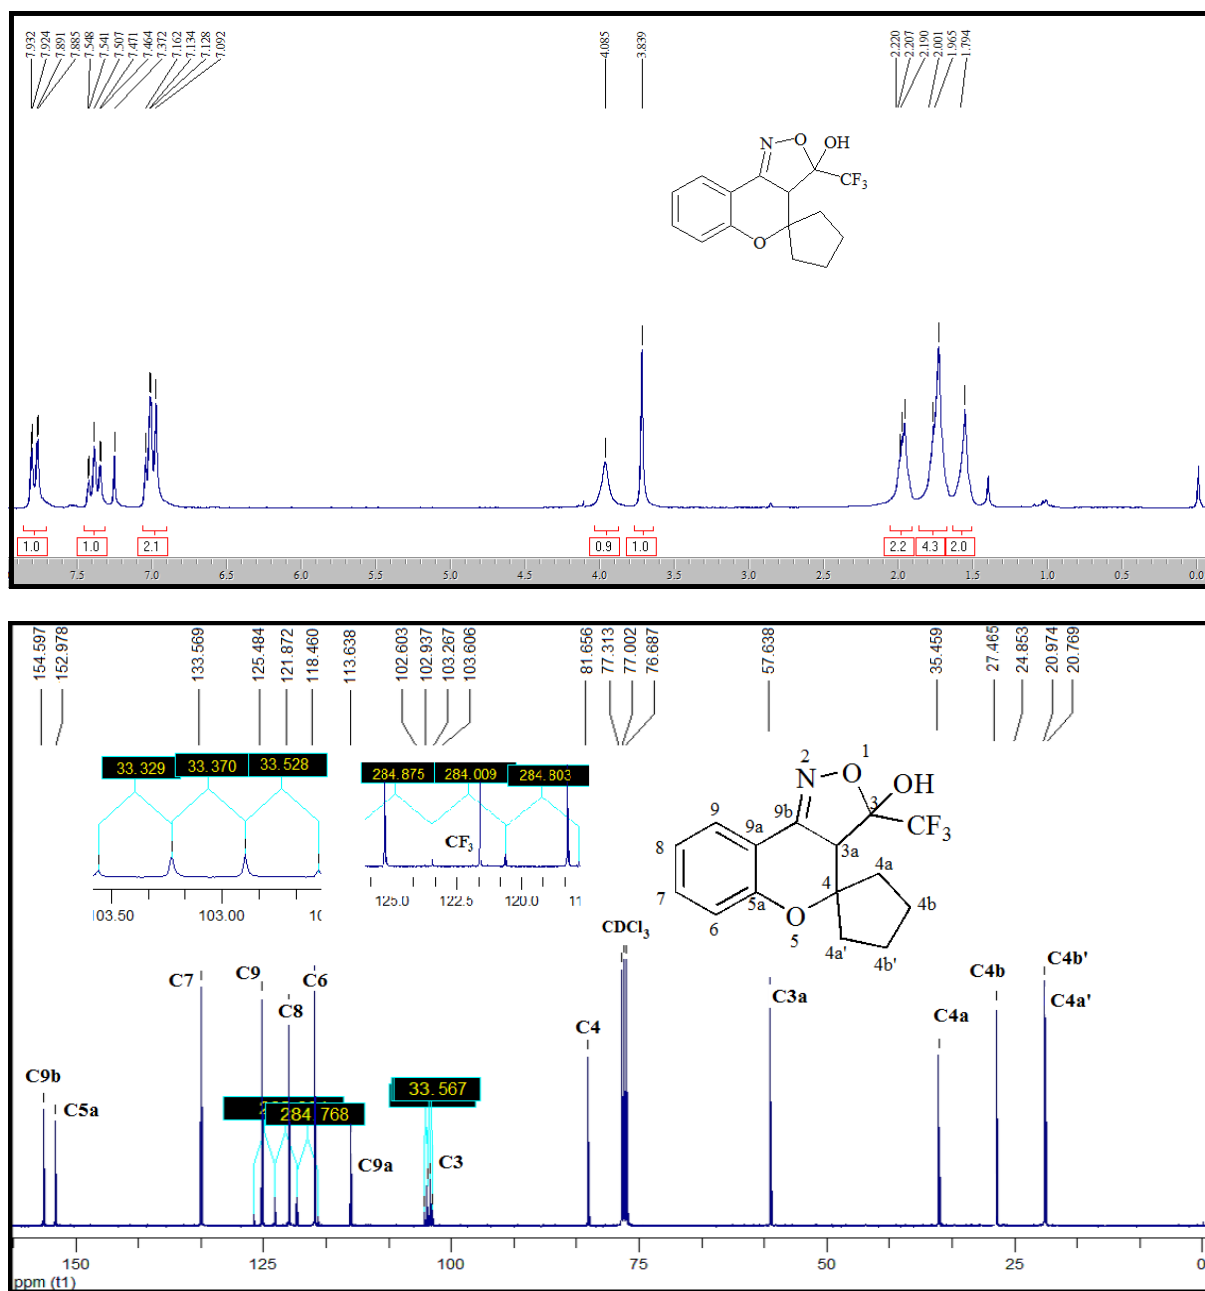 7.932 7.924 7.891 7.885 7.548 7.541 7.507 7.471 7.464 7.372 7.162 7.134 7.128 7.092 4.085 3.839 2.220 2.207 2.190 2.001 1.965 1.794
N O OH
CF3
O
1.0 1.0 2.1 0.9 1.0 2.2 4.3 2.0
7.5 7.0 6.5 6.0 5.5 5.0 4.5 4.0 3.5 3.0 2.5 2.0 1.5 1.0 0.5 0.0
154.597 152.978 133.569 125.484 121.872 118.460 113.638 102.603 102.937 103.267 103.606 81.656 77.313 77.002 76.687 57.638 35.459 27.465 24.853 20.974 20.769
33.329 33.370 33.528
284.875 284.009 284.803
CF3
103.50 103.00
125.0 122.5 120.0
2 N O 1
OH
3
CF3
9 9b
9a
3a
8
4a
4
7 5a
4b
O
6 5
4a'
4b'
CDCl3
C7 C9 C8 C6
C4 C3a
C4a C4b C4b'
C4a'
C9b
C5a
284.768
33.567
C9a C3
150 125 100 75 50 25 0
ppm (t1)